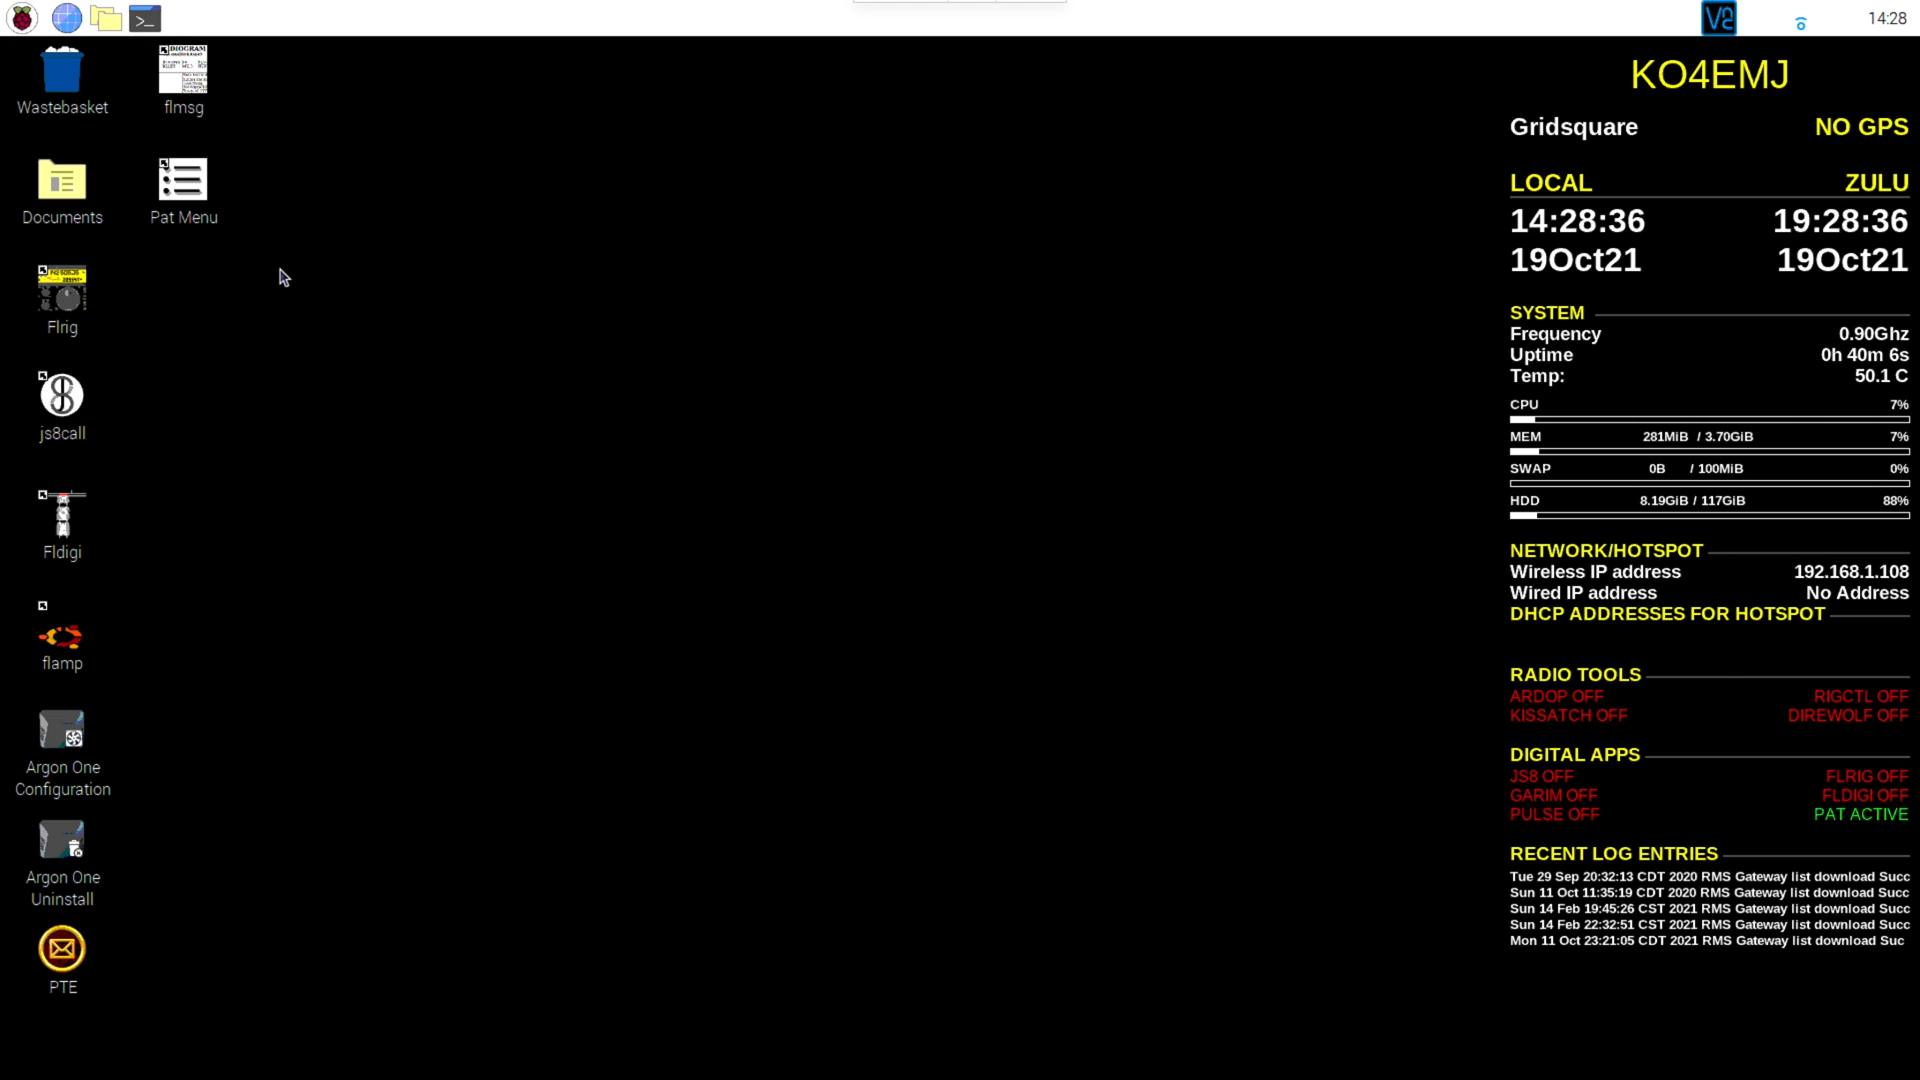 14:28
Wastebasket
flmsg
Documents
Pat Menu
Flrig
js8call
Fldigi
flamp
Argon One
Configuration
Argon One
Uninstall
PTE
KO4EMJ
Gridsquare NO GPS
LOCAL ZULU
14:28:36 19:28:36
19Oct21 19Oct21
SYSTEM
Frequency 0.90Ghz
Uptime 0h 40m 6s
Temp: 50.1 C
CPU 7%
MEM 281MiB / 3.70GiB 7%
SWAP 0B / 100MiB 0%
HDD 8.19GiB / 117GiB 88%
NETWORK/HOTSPOT
Wireless IP address 192.168.1.108
Wired IP address No Address
DHCP ADDRESSES FOR HOTSPOT
RADIO TOOLS
ARDOP OFF RIGCTL OFF
KISSATCH OFF DIREWOLF OFF
DIGITAL APPS
JS8 OFF FLRIG OFF
GARIM OFF FLDIGI OFF
PULSE OFF PAT ACTIVE
RECENT LOG ENTRIES
Tue 29 Sep 20:32:13 CDT 2020 RMS Gateway list download Succ
Sun 11 Oct 11:35:19 CDT 2020 RMS Gateway list download Succ
Sun 14 Feb 19:45:26 CST 2021 RMS Gateway list download Succ
Sun 14 Feb 22:32:51 CST 2021 RMS Gateway list download Succ
Mon 11 Oct 23:21:05 CDT 2021 RMS Gateway list download Suc